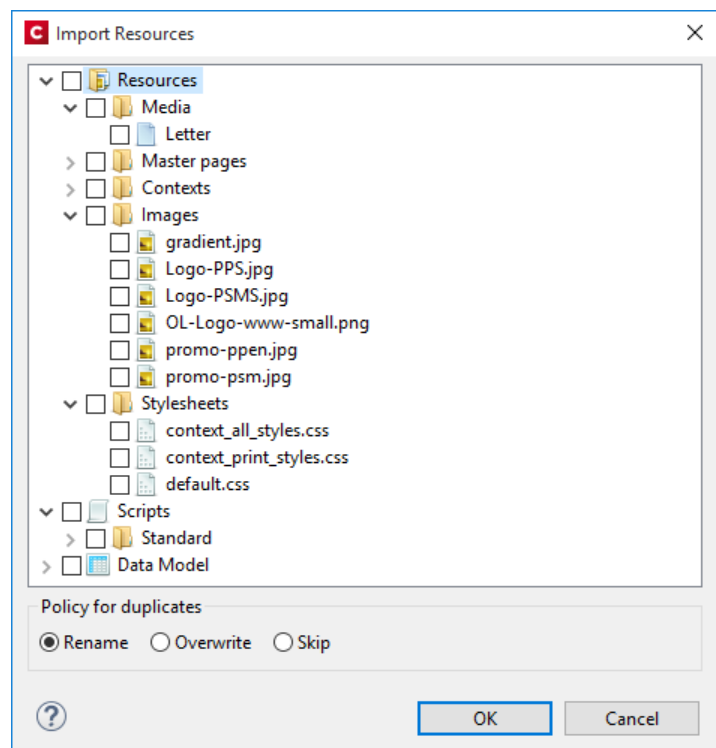 C Import Resources
Resources
Media
Letter
Master pages
Contexts
Images
gradient.jpg
Logo-PPS.jpg
Logo-PSMS.jpg
OL-Logo-www-small.png
promo-ppen.jpg
promo-psm.jpg
Stylesheets
context_all_styles.css
context_print_styles.css
default.css
Scripts
Standard
Data Model
Policy for duplicates
Rename Overwrite Skip
? OK Cancel